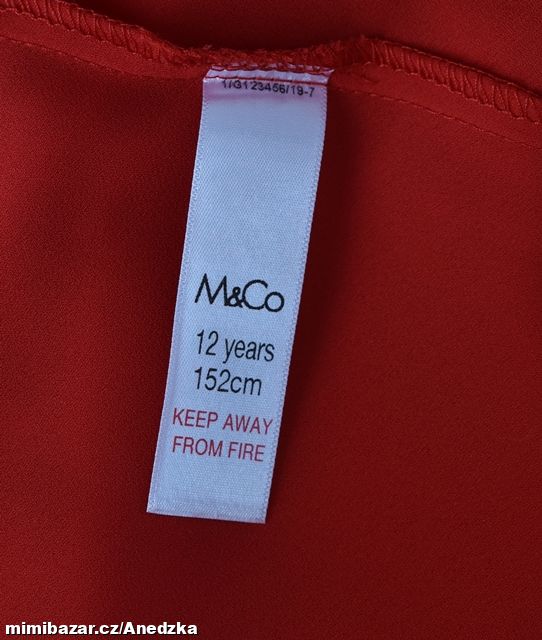 1/G123456/19-7
M&Co
12 years
152cm
KEEP AWAY
FROM FIRE
mimibazar.cz/Anedzka